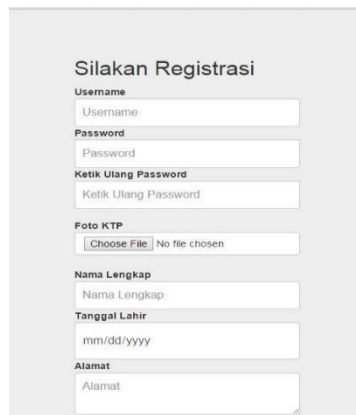 Silakan Registrasi
Username
Username
Password
Password
Ketik Ulang Password
Ketik Ulang Password
Foto KTP
Choose File No file chosen
Nama Lengkap
Nama Lengkap
Tanggal Lahir
mm/dd/yyyy
Alamat
Alamat